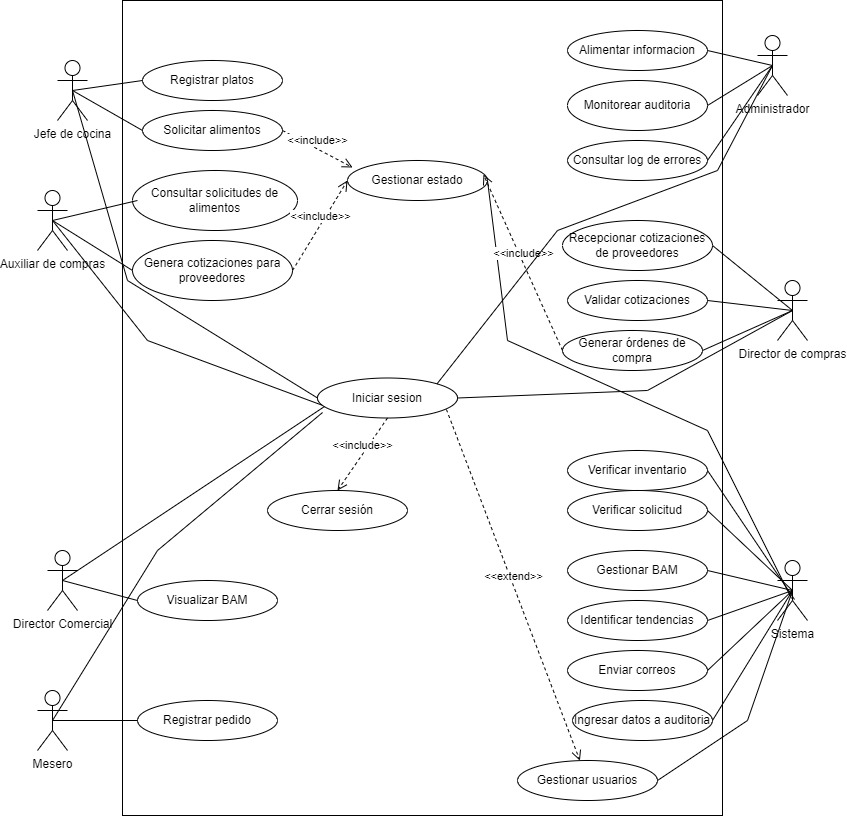 Alimentar informacion
Registrar platos
Monitorear auditoria
Administrador
Jefe de cocina
Solicitar alimentos
<<include>>
Consultar log de errores
Gestionar estado
Consultar solicitudes de
alimentos
<<include>>
Auxiliar de compras
Genera cotizaciones para
proveedores
Recepcionar cotizaciones
de proveedores
<<include>>
Validar cotizaciones
Generar órdenes de
compra
Director de compras
Iniciar sesion
<<include>>
Verificar inventario
Cerrar sesión
Verificar solicitud
<<extend>>
Gestionar BAM
Visualizar BAM
Director Comercial
Identificar tendencias
Sistema
Enviar correos
Registrar pedido
Ingresar datos a auditoria
Mesero
Gestionar usuarios